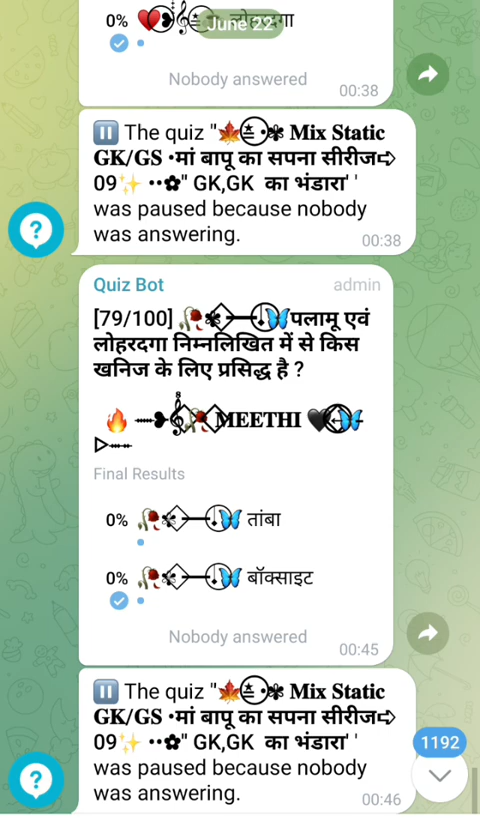 0% ❤️ लोहरदगा
June 22
Nobody answered
00:38
⏸ The quiz "🍁 Mix Static
GK/GS •मां बापू का सपना सीरीज➪
09✨ ••✿" GK,GK का भंडारा' '
was paused because nobody
was answering.
00:38
Quiz Bot admin
[79/100] 🥀🦋पलामू एवं
लोहरदगा निम्नलिखित में से किस
खनिज के लिए प्रसिद्ध है ?
🔥 🥀 MEETHI 🖤🦋
Final Results
0% 🥀🦋 तांबा
0% 🥀🦋 बॉक्साइट
Nobody answered
00:45
⏸ The quiz "🍁 Mix Static
GK/GS •मां बापू का सपना सीरीज➪
09✨ ••✿" GK,GK का भंडारा' '
was paused because nobody
was answering.
00:46
1192